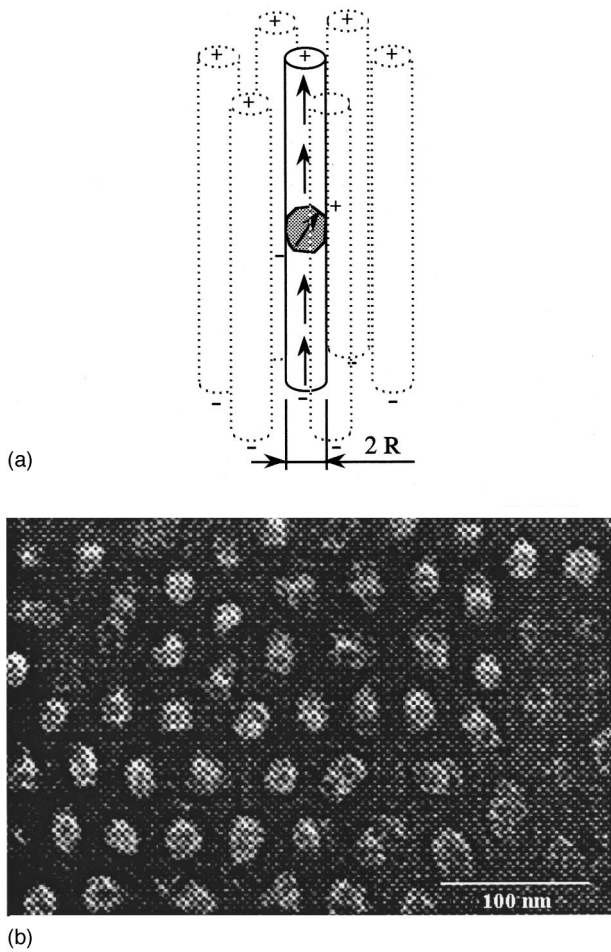 + +
+ + +
+
+
-
- - -
- -
2 R
(a)
100 nm
(b)